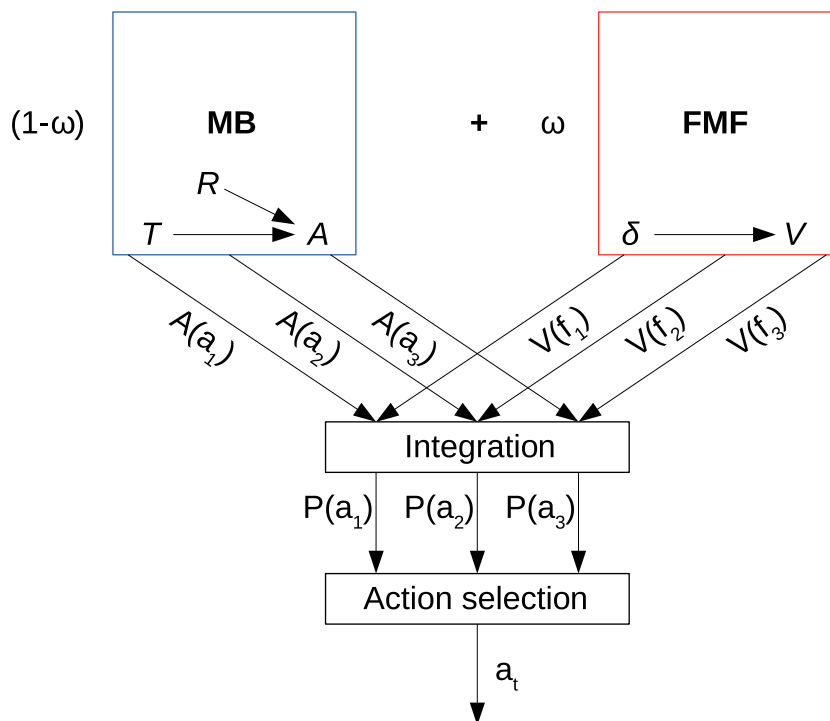 (1-ω) MB + ω FMF
R
T A δ V
A(a₁) A(a₂) A(a₃) V(f₁) V(f₂) V(f₃)
Integration
P(a₁) P(a₂) P(a₃)
Action selection
aₜ